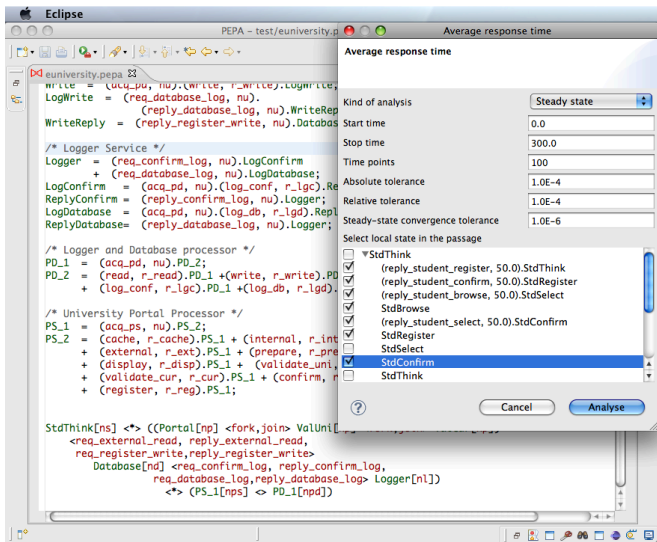 Eclipse
PEPA – test/euniversity.p
Average response time
euniversity.pepa
Write = (acq_pd, nu).(write, r_write).LogWrite;
LogWrite = (req_database_log, nu).
(reply_database_log, nu).WriteRep
WriteReply = (reply_register_write, nu).Databas
/* Logger Service */
Logger = (req_confirm_log, nu).LogConfirm
+ (req_database_log, nu).LogDatabase;
LogConfirm = (acq_pd, nu).(log_conf, r_lgc).Re
ReplyConfirm = (reply_confirm_log, nu).Logger;
LogDatabase = (acq_pd, nu).(log_db, r_lgd).Repl
ReplyDatabase= (reply_database_log, nu).Logger;
/* Logger and Database processor */
PD_1 = (acq_pd, nu).PD_2;
PD_2 = (read, r_read).PD_1 +(write, r_write).PD
+ (log_conf, r_lgc).PD_1 +(log_db, r_lgd).
/* University Portal Processor */
PS_1 = (acq_ps, nu).PS_2;
PS_2 = (cache, r_cache).PS_1 + (internal, r_int
+ (external, r_ext).PS_1 + (prepare, r_pre
+ (display, r_disp).PS_1 + (validate_uni,
+ (validate_cur, r_cur).PS_1 + (confirm, r
+ (register, r_reg).PS_1;
StdThink[ns] <*> ((Portal[np] <fork,join> ValUni[
<req_external_read, reply_external_read,
req_register_write,reply_register_write>
Database[nd] <req_confirm_log, reply_confirm_log,
req_database_log,reply_database_log> Logger[nl])
<*> (PS_1[nps] <> PD_1[npd])
Average response time
Kind of analysis
Steady state
Start time
0.0
Stop time
300.0
Time points
100
Absolute tolerance
1.0E-4
Relative tolerance
1.0E-4
Steady-state convergence tolerance
1.0E-6
Select local state in the passage
StdThink
(reply_student_register, 50.0).StdThink
(reply_student_confirm, 50.0).StdRegister
(reply_student_browse, 50.0).StdSelect
StdBrowse
(reply_student_select, 50.0).StdConfirm
StdRegister
StdSelect
StdConfirm
StdThink
?
Cancel
Analyse